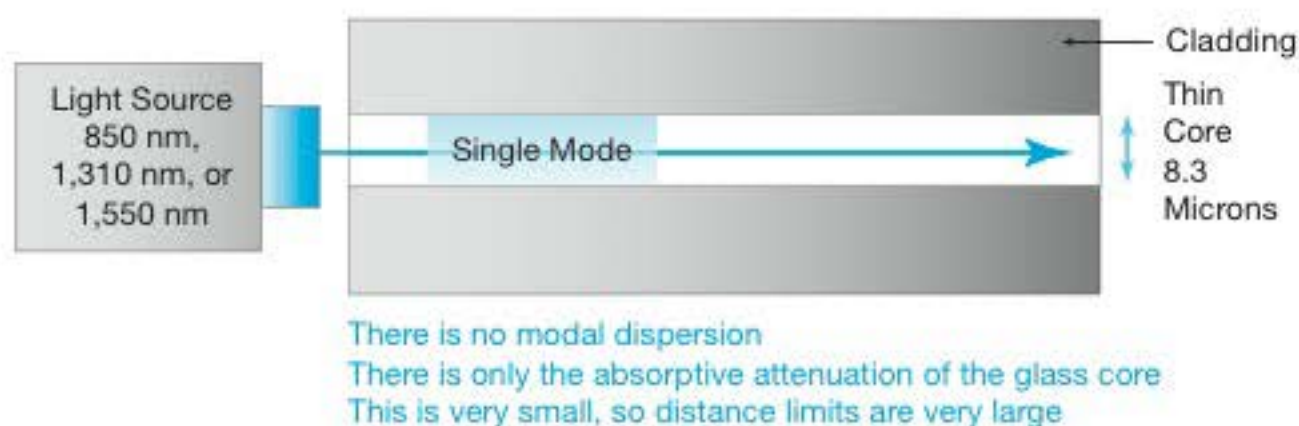 Light Source
850 nm,
1,310 nm, or
1,550 nm
Single Mode
Cladding
Thin
Core
8.3
Microns
There is no modal dispersion
There is only the absorptive attenuation of the glass core
This is very small, so distance limits are very large